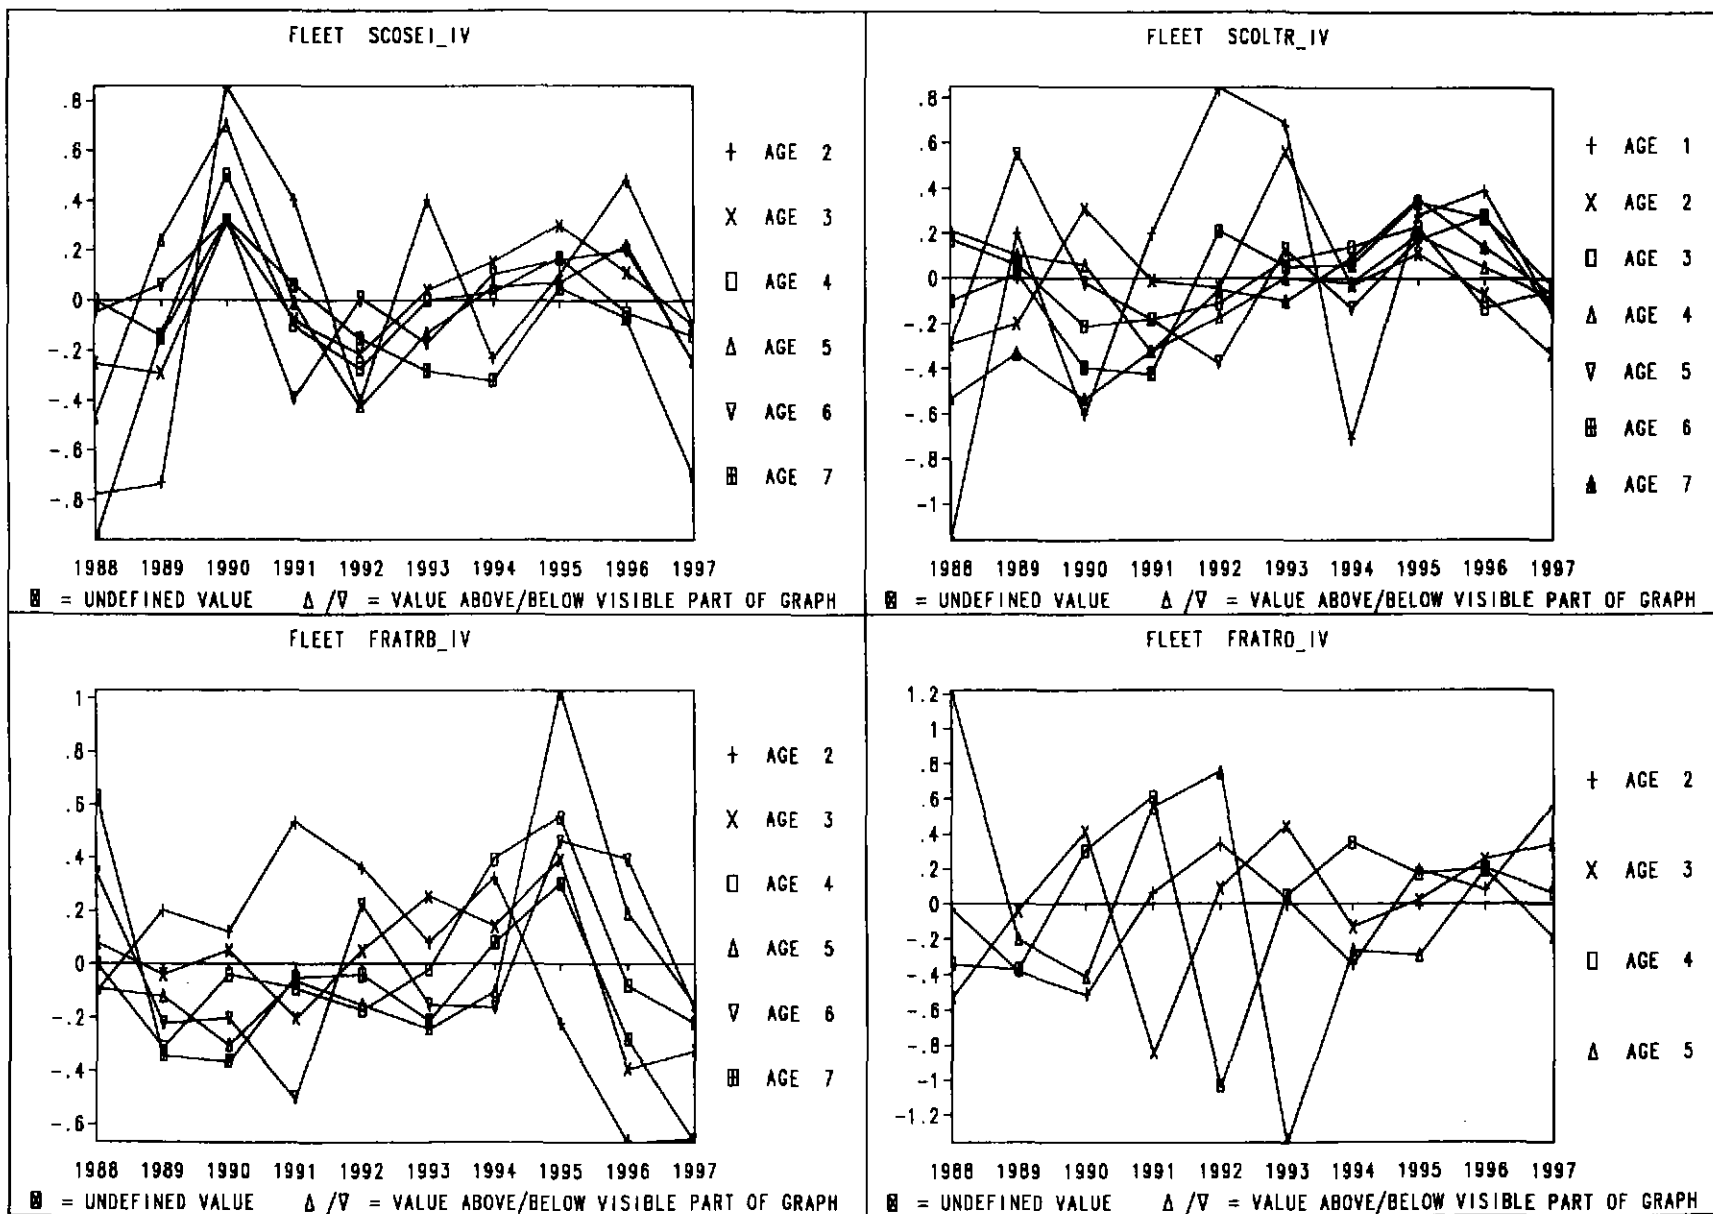 FLEET SCOSEI_IV
.8
.6
.4
.2
0
-.2
-.4
-.6
-.8
1988 1989 1990 1991 1992 1993 1994 1995 1996 1997
+ AGE 2
X AGE 3
□ AGE 4
Δ AGE 5
∇ AGE 6
⊞ AGE 7
⊠ = UNDEFINED VALUE Δ/∇ = VALUE ABOVE/BELOW VISIBLE PART OF GRAPH
FLEET SCOLTR_IV
.8
.6
.4
.2
0
-.2
-.4
-.6
-.8
-1
1988 1989 1990 1991 1992 1993 1994 1995 1996 1997
+ AGE 1
X AGE 2
□ AGE 3
Δ AGE 4
∇ AGE 5
⊞ AGE 6
▲ AGE 7
⊠ = UNDEFINED VALUE Δ/∇ = VALUE ABOVE/BELOW VISIBLE PART OF GRAPH
FLEET FRATRB_IV
1
.8
.6
.4
.2
0
-.2
-.4
-.6
1988 1989 1990 1991 1992 1993 1994 1995 1996 1997
+ AGE 2
X AGE 3
□ AGE 4
Δ AGE 5
∇ AGE 6
⊞ AGE 7
⊠ = UNDEFINED VALUE Δ/∇ = VALUE ABOVE/BELOW VISIBLE PART OF GRAPH
FLEET FRATRO_IV
1.2
1
.8
.6
.4
.2
0
-.2
-.4
-.6
-.8
-1
-1.2
1988 1989 1990 1991 1992 1993 1994 1995 1996 1997
+ AGE 2
X AGE 3
□ AGE 4
Δ AGE 5
⊠ = UNDEFINED VALUE Δ/∇ = VALUE ABOVE/BELOW VISIBLE PART OF GRAPH